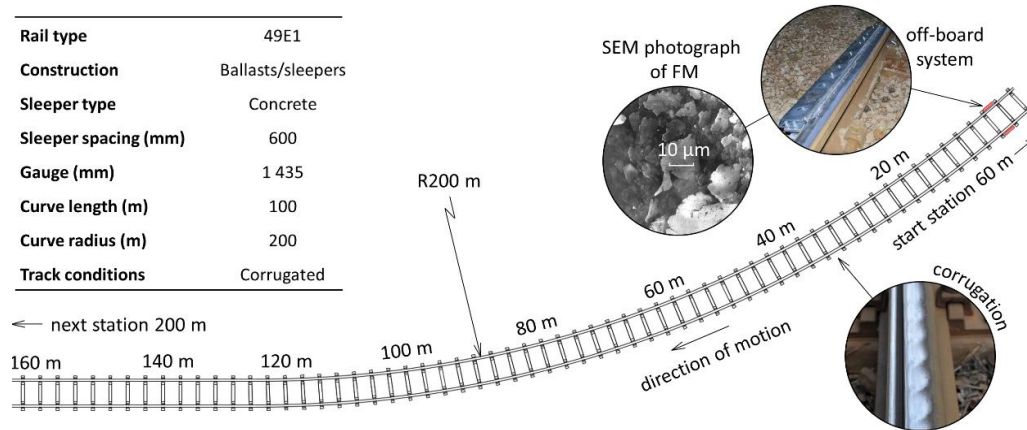 Rail type 49E1
Construction Ballasts/sleepers
Sleeper type Concrete
Sleeper spacing (mm) 600
Gauge (mm) 1 435
Curve length (m) 100
Curve radius (m) 200
Track conditions Corrugated
SEM photograph
of FM
10 µm
off-board
system
R200 m
20 m
start station 60 m
40 m
60 m
80 m
100 m
120 m
140 m
160 m
direction of motion
corrugation
next station 200 m